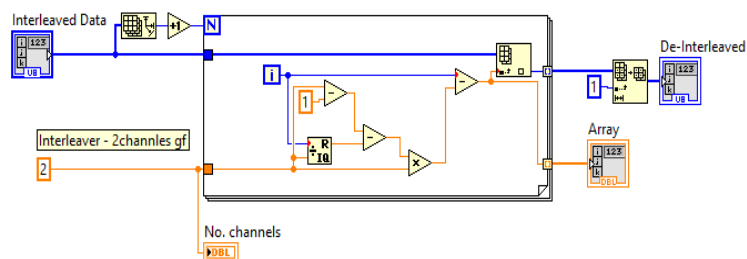 Interleaved Data
123
U8
+1
N
De-Interleaved
123
U8
i
1
1
R
IQ
Interleaver - 2channles gf
2
Array
123
DBL
No. channels
DBL